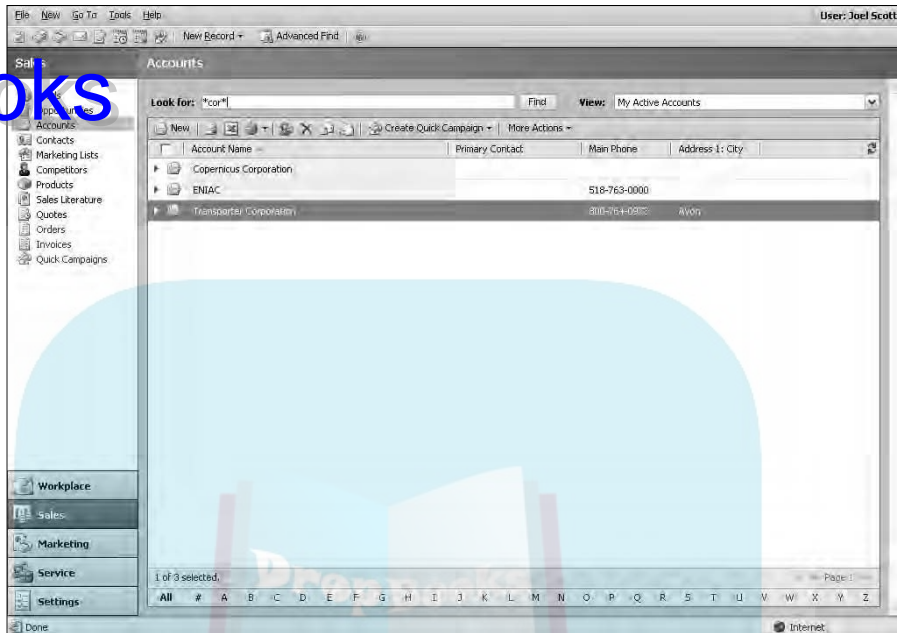 File New Go To Tools Help
User: Joel Scott
New Record
Advanced Find
Sales
Accounts
oks
Look for: *cor*
Find
View: My Active Accounts
Opportunities
Accounts
Contacts
Marketing Lists
Competitors
Products
Sales Literature
Quotes
Orders
Invoices
Quick Campaigns
New
Create Quick Campaign
More Actions
Account Name
Primary Contact
Main Phone
Address 1: City
Copernicus Corporation
ENIAC 518-763-0000
Transporter Corporation Avon
Workplace
Sales
Marketing
Service
Settings
1 of 3 selected.
Page 1
All # A B C D E F G H I J K L M N O P Q R S T U V W X Y Z
Done
Internet